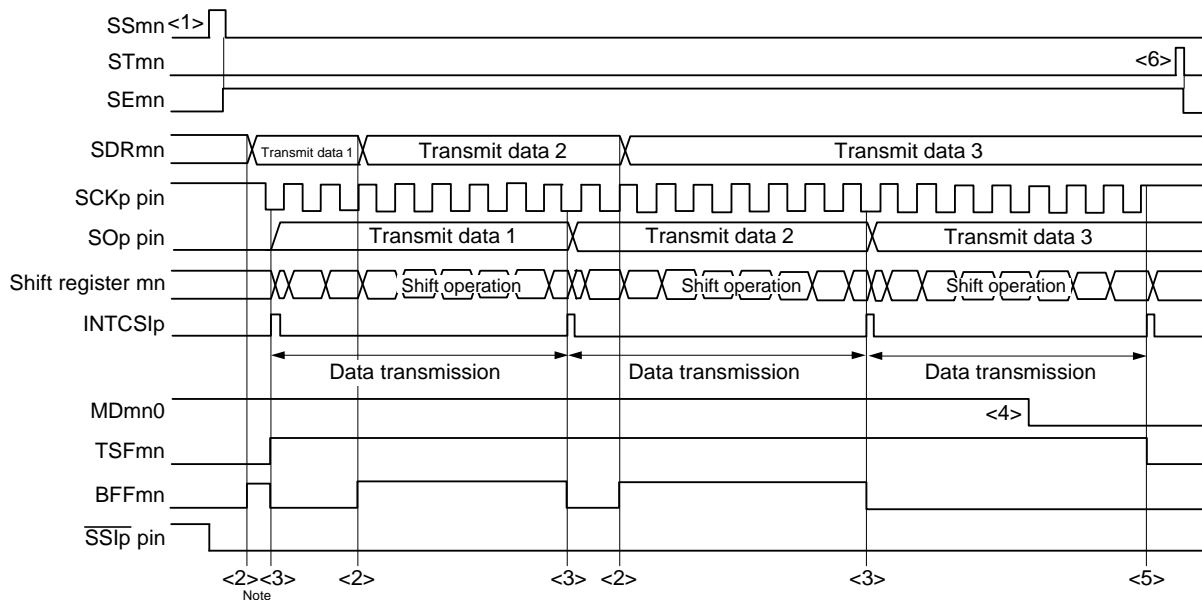 SSmn <1>
STmn <6>
SEmn
SDRmn Transmit data 1 Transmit data 2 Transmit data 3
SCKp pin
SOp pin Transmit data 1 Transmit data 2 Transmit data 3
Shift register mn Shift operation Shift operation Shift operation
INTCSIp
Data transmission Data transmission Data transmission
MDmn0 <4>
TSFmn
BFFmn
SSIp pin
<2> <3> <2> <3> <2> <3> <5>
Note